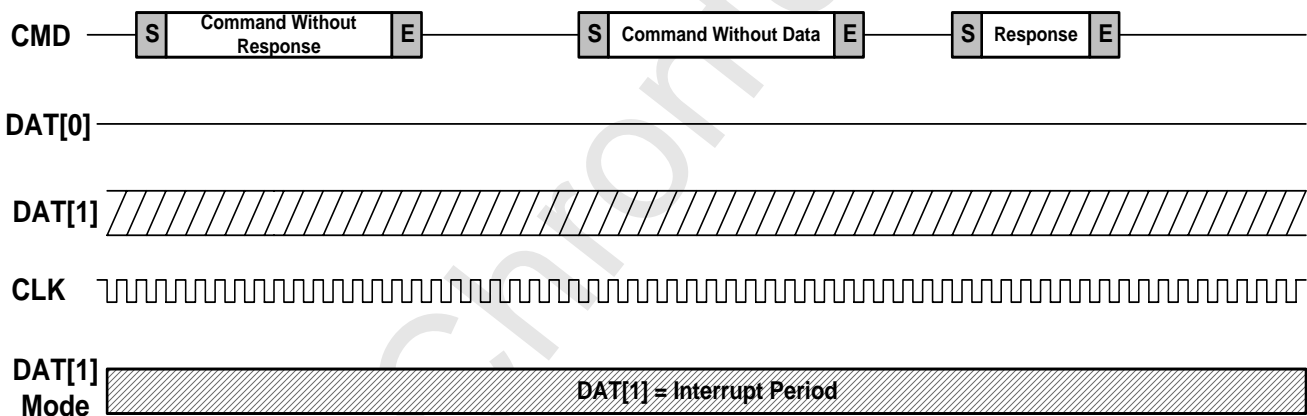 CMD S Command Without Response E S Command Without Data E S Response E
DAT[0]
DAT[1]
CLK
DAT[1] Mode DAT[1] = Interrupt Period